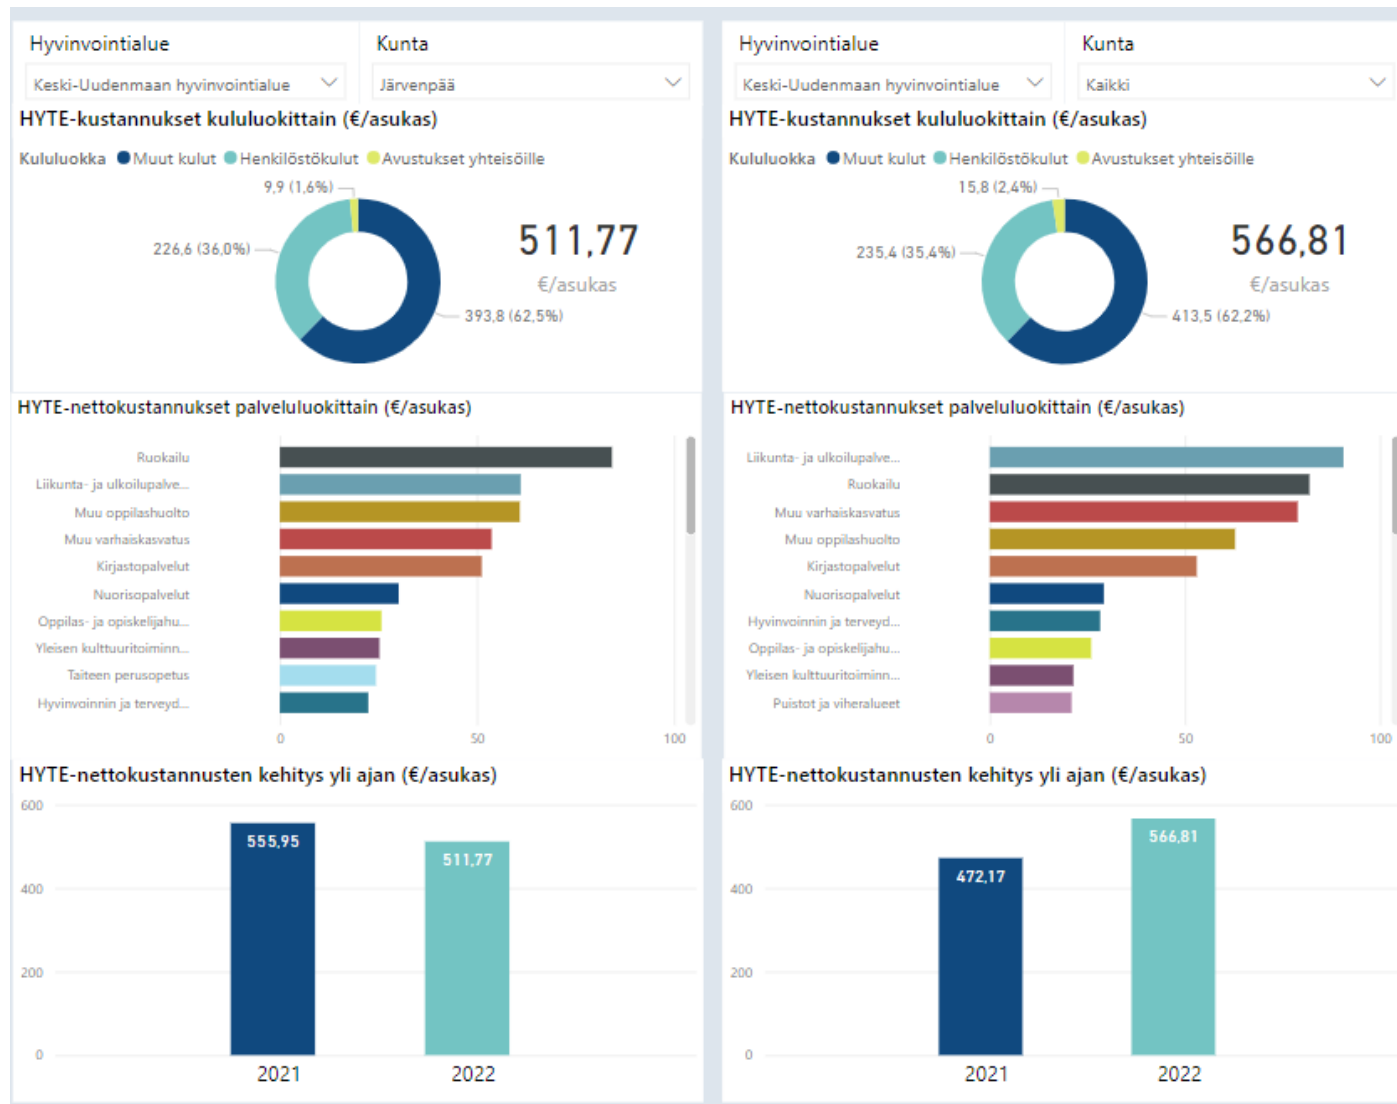 Hyvinvointialue
Kunta
Keski-Uudenmaan hyvinvointialue
Järvenpää
HYTE-kustannukset kululuokittain (€/asukas)
Kululuokka Muut kulut Henkilöstökulut Avustukset yhteisöille
9,9 (1,6%)
226,6 (36,0%)
393,8 (62,5%)
511,77
€/asukas
HYTE-nettokustannukset palveluluokittain (€/asukas)
Ruokailu
Liikunta- ja ulkoilupalve...
Muu oppilashuolto
Muu varhaiskasvatus
Kirjastopalvelut
Nuorisopalvelut
Oppilas- ja opiskelijahu...
Yleisen kulttuuritoiminn...
Taiteen perusopetus
Hyvinvoinnin ja terveyd...
0 50 100
HYTE-nettokustannusten kehitys yli ajan (€/asukas)
600
400
200
0
555,95
511,77
2021 2022
Hyvinvointialue
Kunta
Keski-Uudenmaan hyvinvointialue
Kaikki
HYTE-kustannukset kululuokittain (€/asukas)
Kululuokka Muut kulut Henkilöstökulut Avustukset yhteisöille
15,8 (2,4%)
235,4 (35,4%)
413,5 (62,2%)
566,81
€/asukas
HYTE-nettokustannukset palveluluokittain (€/asukas)
Liikunta- ja ulkoilupalve...
Ruokailu
Muu varhaiskasvatus
Muu oppilashuolto
Kirjastopalvelut
Nuorisopalvelut
Hyvinvoinnin ja terveyd...
Oppilas- ja opiskelijahu...
Yleisen kulttuuritoiminn...
Puistot ja viheralueet
0 50 100
HYTE-nettokustannusten kehitys yli ajan (€/asukas)
600
400
200
0
472,17
566,81
2021 2022